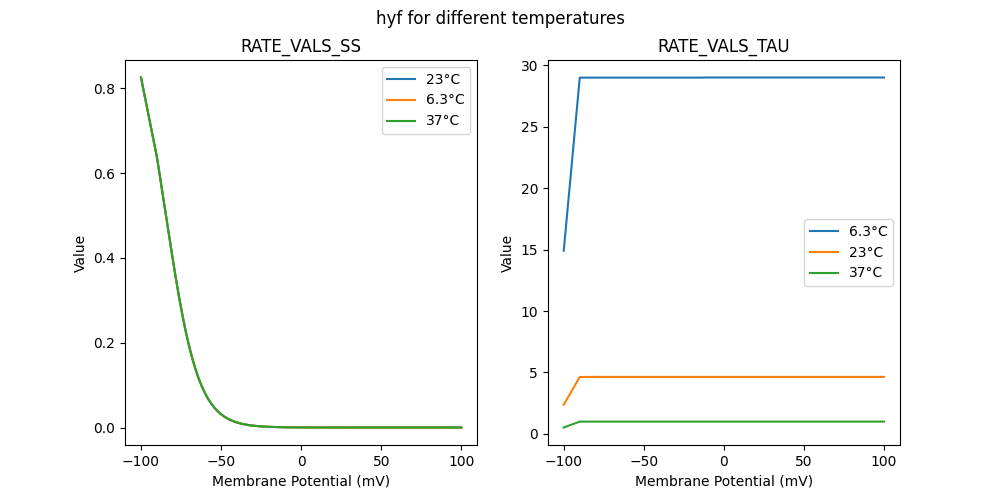 hyf for different temperatures
RATE_VALS_SS
0.8
0.6
0.4
0.2
0.0
Value
−100
−50
0
50
100
Membrane Potential (mV)
23°C
6.3°C
37°C
RATE_VALS_TAU
30
25
20
15
10
5
0
Value
−100
−50
0
50
100
Membrane Potential (mV)
6.3°C
23°C
37°C